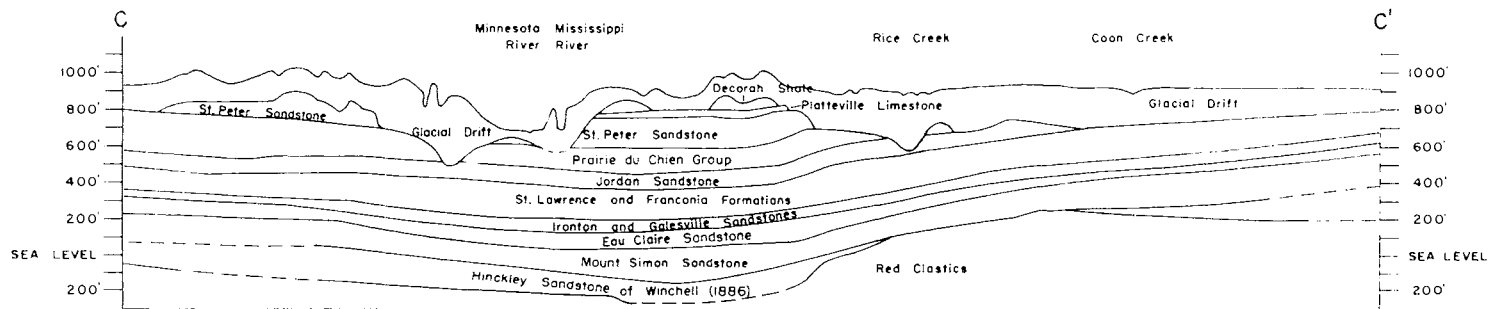 C
C'
Minnesota Mississippi
River River
Rice Creek
Coon Creek
1000'
1000'
Decorah Shale
800'
St. Peter Sandstone
Platteville Limestone
Glacial Drift
800'
Glacial Drift
St. Peter Sandstone
600'
Prairie du Chien Group
600'
400'
Jordan Sandstone
400'
St. Lawrence and Franconia Formations
200'
Ironton and Galesville Sandstones
200'
Eau Claire Sandstone
SEA LEVEL
Mount Simon Sandstone
Red Clastics
SEA LEVEL
200'
Hinckley Sandstone of Winchell (1886)
200'